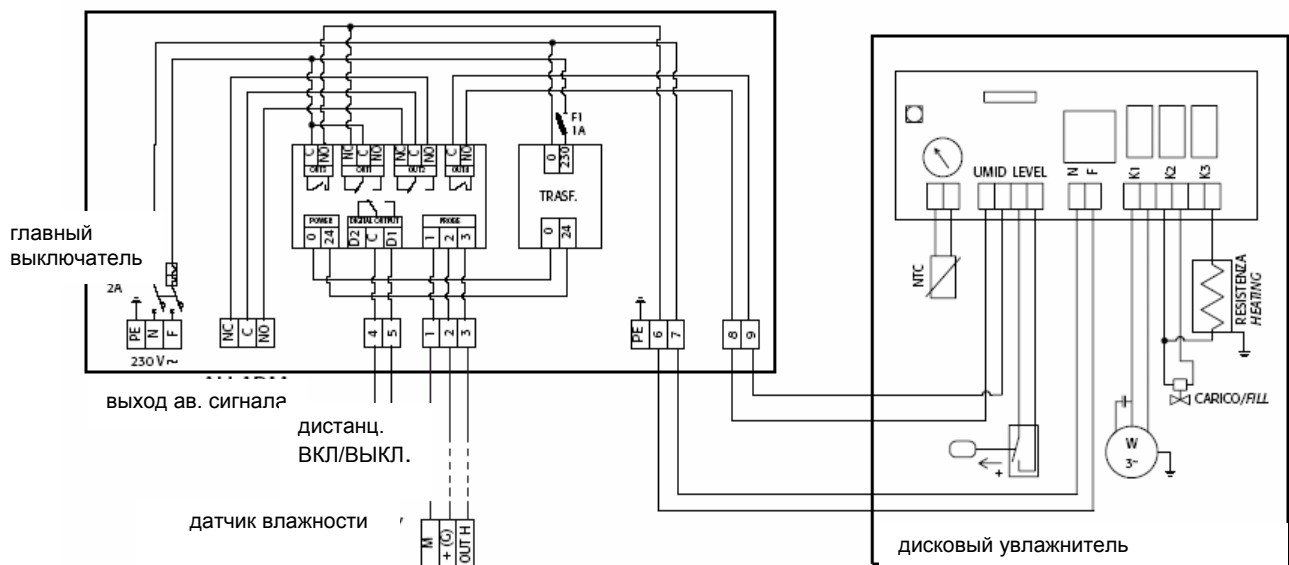 F1
1A
C NO NC C NO NC C NO C NO
OUT3 OUT1 OUT2 OUT4
0 230
TRASF.
POWER DIGITAL OUTPUT PROBE
0 24 D2 C D1 1 2 3
0 24
UMID LEVEL N F K1 K2 K3
главный
выключатель
2A
NTC
RESISTENZA
HEATING
PE N F
NC C NO
4 5 1 2 3
PE 6 7
8 9
230 V ~
выход ав. сигнала
CARICO/FILL
дистанц.
ВКЛ/ВЫКЛ.
+
W
3~
датчик влажности
M + (G) OUT H
дисковый увлажнитель